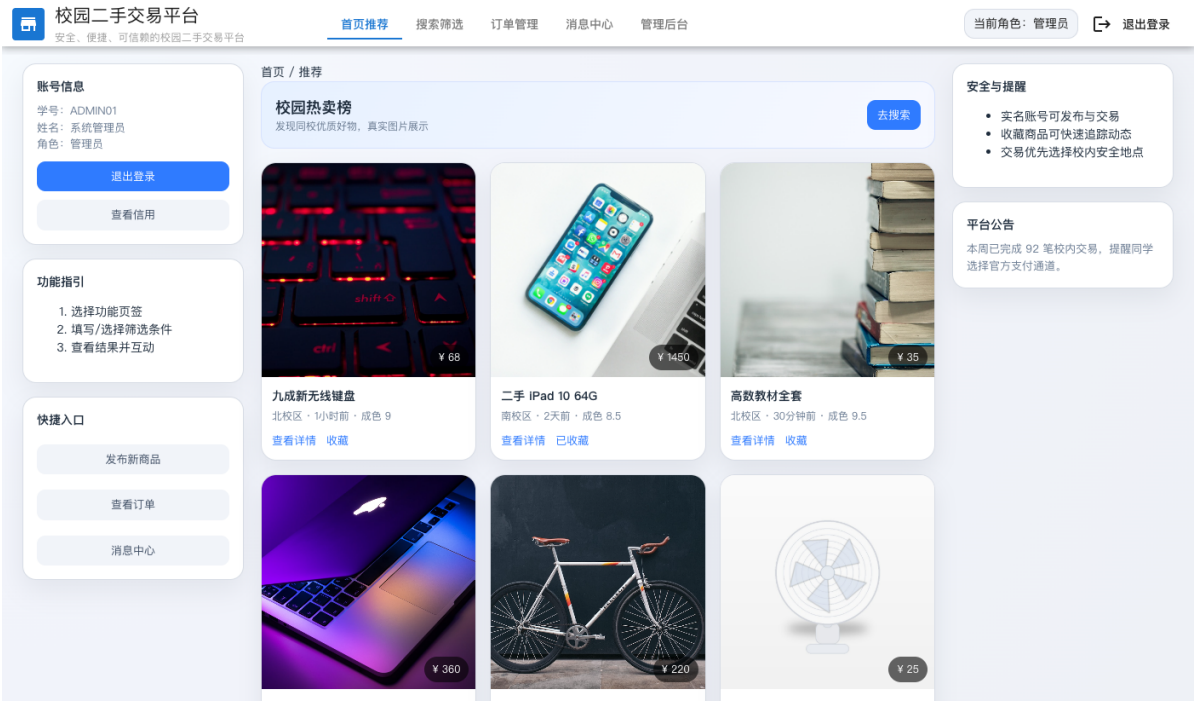 校园二手交易平台
安全、便捷、可信赖的校园二手交易平台
首页推荐
搜索筛选
订单管理
消息中心
管理后台
当前角色：管理员
退出登录
账号信息
学号：ADMIN01
姓名：系统管理员
角色：管理员
退出登录
查看信用
功能指引
1. 选择功能页签
2. 填写/选择筛选条件
3. 查看结果并互动
快捷入口
发布新商品
查看订单
消息中心
首页 / 推荐
校园热卖榜
发现同校优质好物，真实图片展示
去搜索
shift
ctrl
¥ 68
九成新无线键盘
北校区 · 1小时前 · 成色 9
查看详情 收藏
¥ 1450
二手 iPad 10 64G
南校区 · 2天前 · 成色 8.5
查看详情 已收藏
¥ 35
高数教材全套
北校区 · 30分钟前 · 成色 9.5
查看详情 收藏
¥ 360
¥ 220
¥ 25
安全与提醒
• 实名账号可发布与交易
• 收藏商品可快速追踪动态
• 交易优先选择校内安全地点
平台公告
本周已完成 92 笔校内交易，提醒同学
选择官方支付通道。